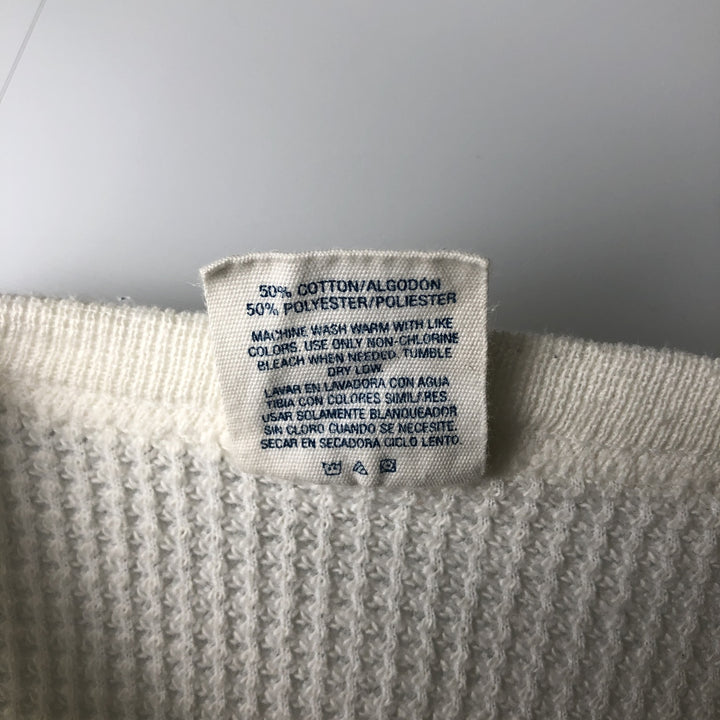 50% COTTON/ALGODÓN
50% POLYESTER/POLIESTER
MACHINE WASH WARM WITH LIKE
COLORS. USE ONLY NON-CHLORINE
BLEACH WHEN NEEDED. TUMBLE
DRY LOW.
LAVAR EN LAVADORA CON AGUA
TIBIA CON COLORES SIMILARES.
USAR SOLAMENTE BLANQUEADOR
SIN CLORO CUANDO SE NECESITE.
SECAR EN SECADORA CICLO LENTO.